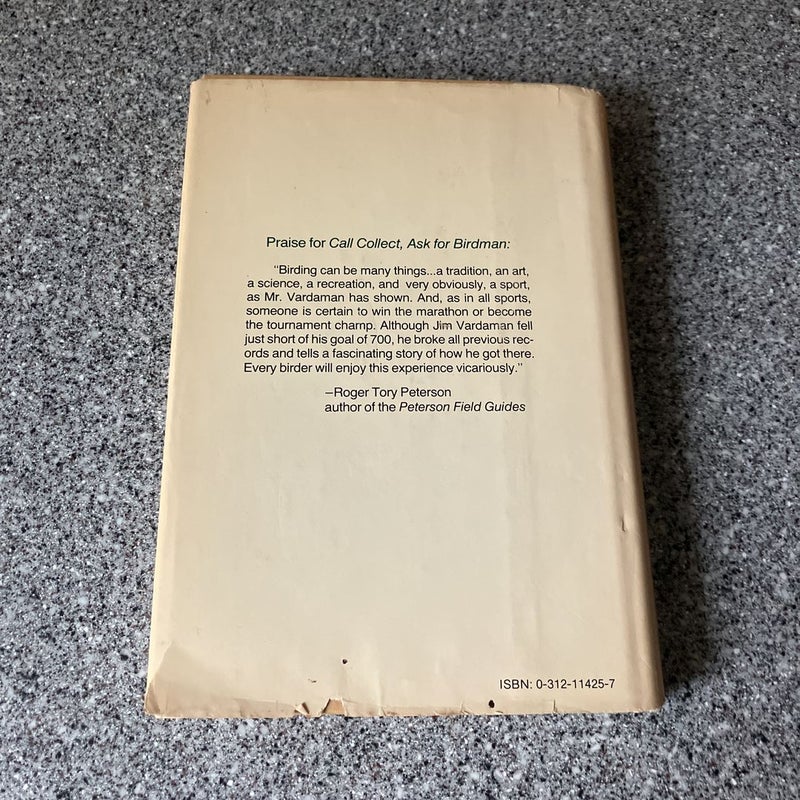 Praise for Call Collect, Ask for Birdman:
"Birding can be many things...a tradition, an art,
a science, a recreation, and very obviously, a sport,
as Mr. Vardaman has shown. And, as in all sports,
someone is certain to win the marathon or become
the tournament champ. Although Jim Vardaman fell
just short of his goal of 700, he broke all previous rec-
ords and tells a fascinating story of how he got there.
Every birder will enjoy this experience vicariously."
—Roger Tory Peterson
author of the Peterson Field Guides
ISBN: 0-312-11425-7